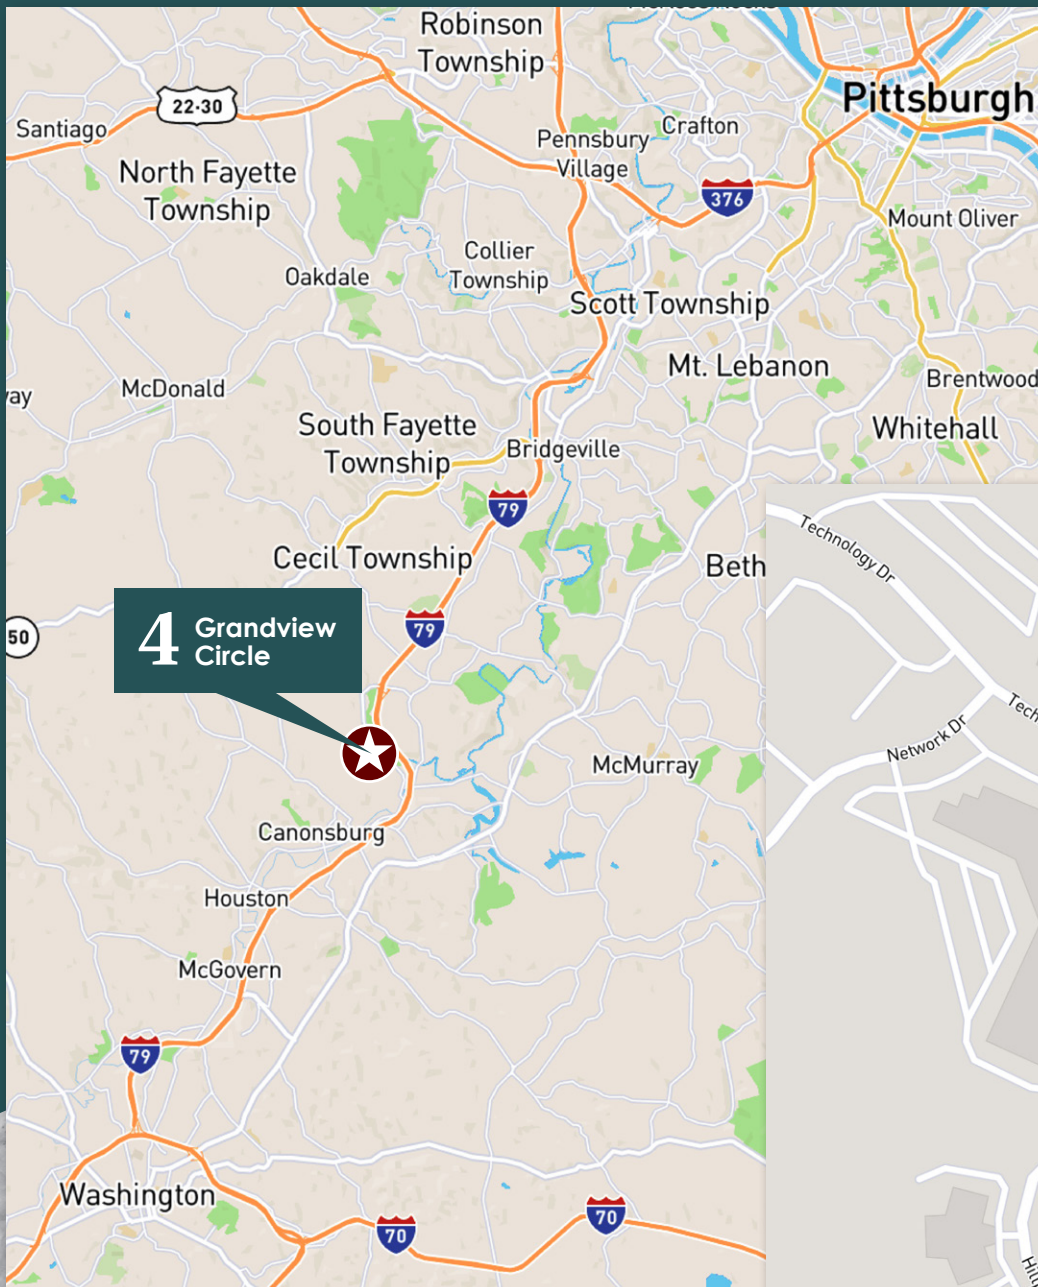 Robinson
Township
22-30
Santiago
Pittsburgh
Crafton
Pennsbury
Village
North Fayette
Township
376
Mount Oliver
Collier
Township
Oakdale
Scott Township
Mt. Lebanon
McDonald
Brentwood
South Fayette
Township
Whitehall
Bridgeville
79
Technology Dr
Cecil Township
Beth
4 Grandview
Circle
79
50
Tech
Network Dr
McMurray
Canonsburg
Houston
McGovern
79
Washington
70
70